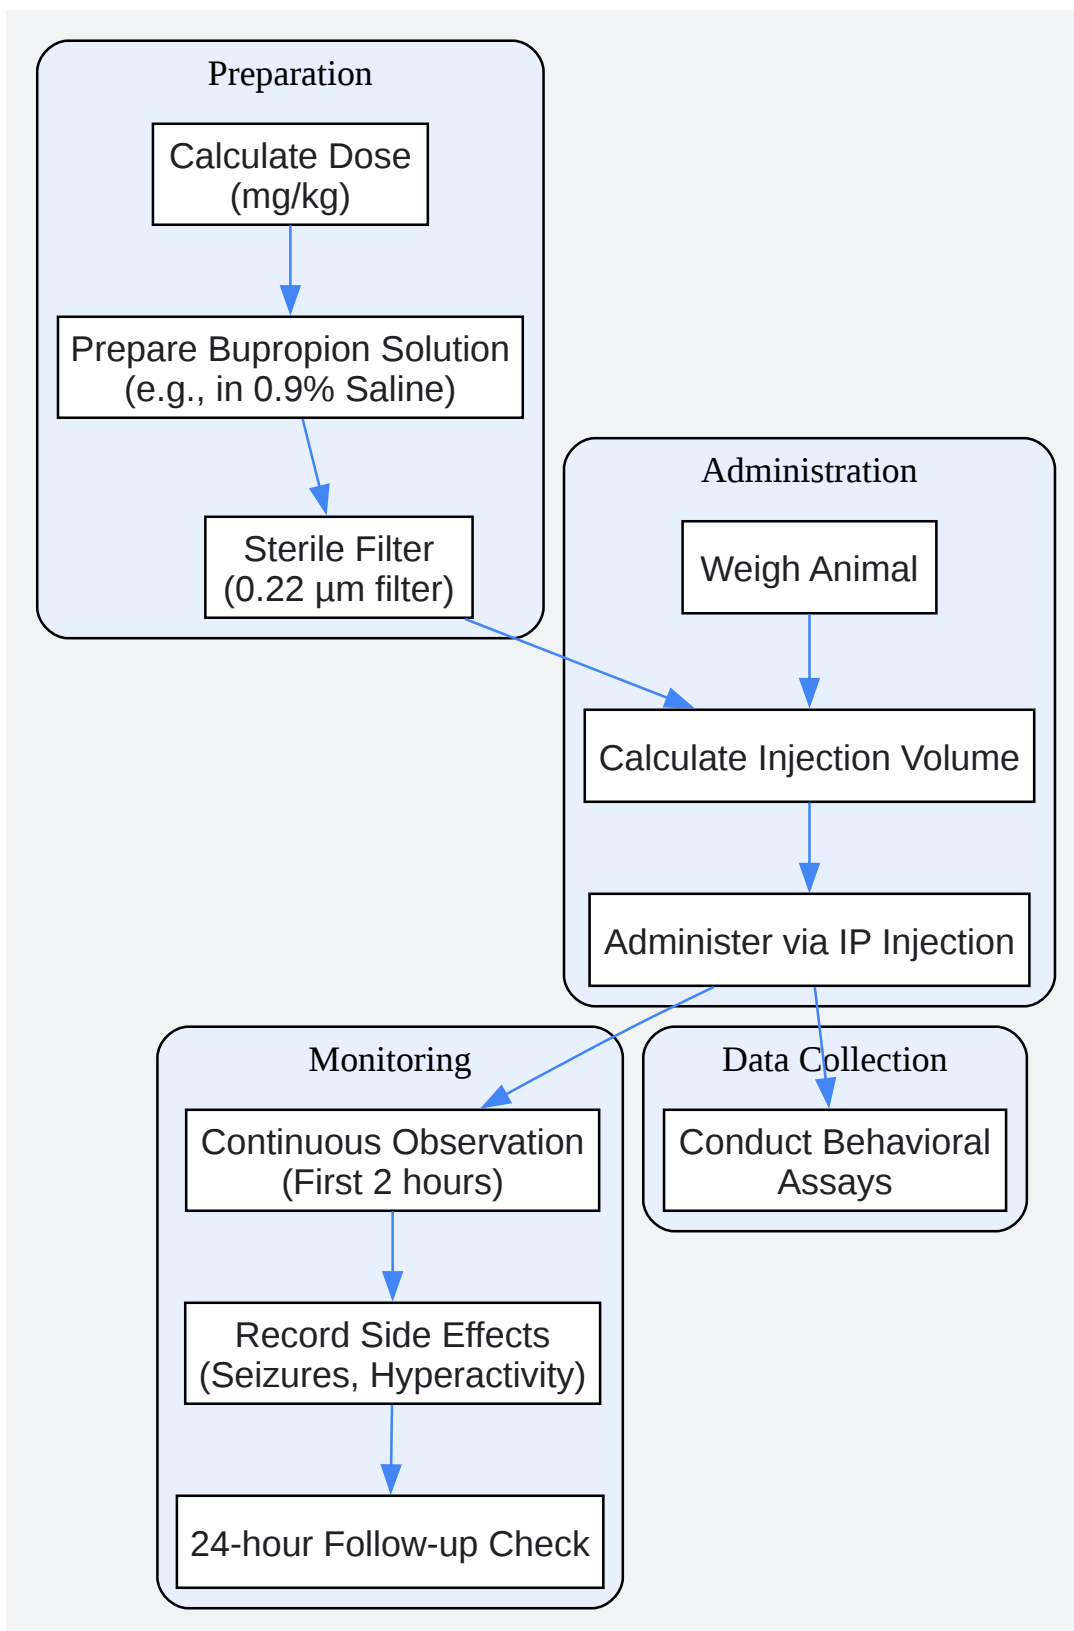 Preparation
Calculate Dose
(mg/kg)
Prepare Bupropion Solution
(e.g., in 0.9% Saline)
Sterile Filter
(0.22 µm filter)
Administration
Weigh Animal
Calculate Injection Volume
Administer via IP Injection
Monitoring
Continuous Observation
(First 2 hours)
Record Side Effects
(Seizures, Hyperactivity)
24-hour Follow-up Check
Data Collection
Conduct Behavioral
Assays